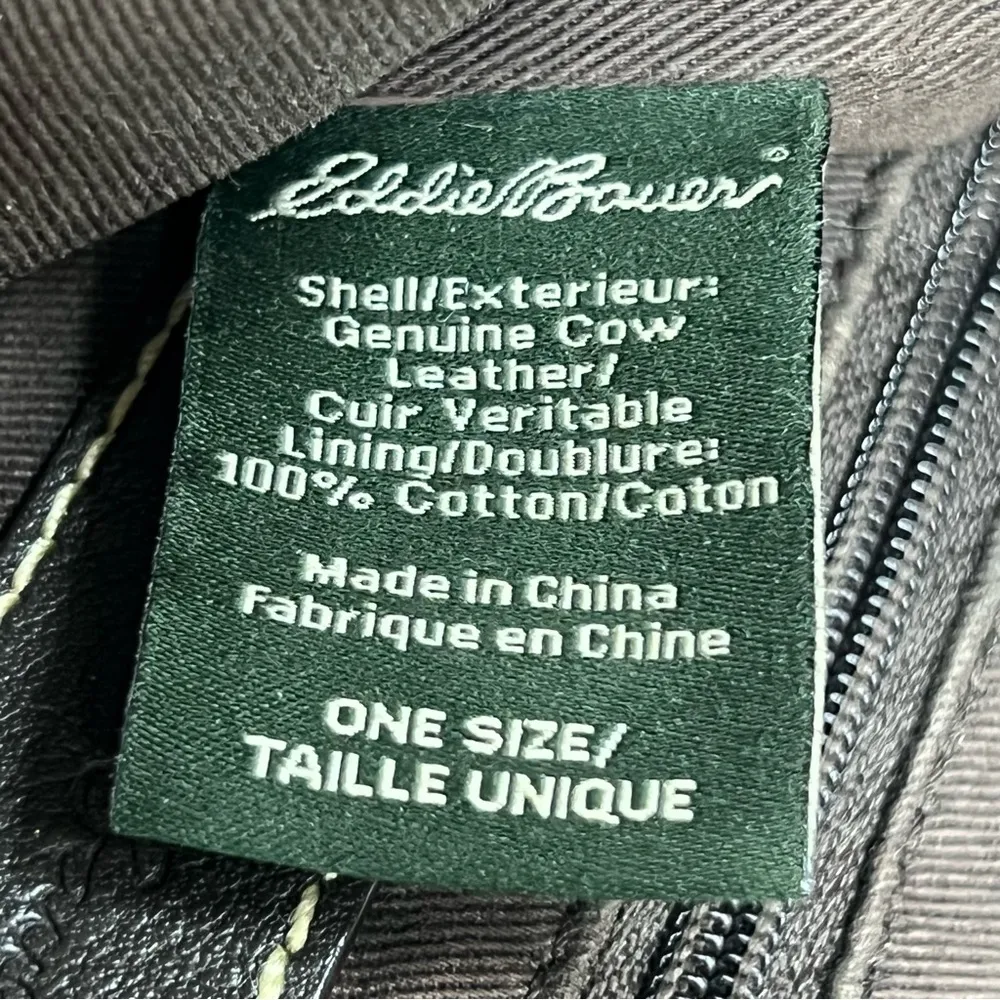 Eddie Bauer®
Shell/Exterieur:
Genuine Cow
Leather/
Cuir Veritable
Lining/Doublure:
100% Cotton/Coton
Made in China
Fabrique en Chine
ONE SIZE/
TAILLE UNIQUE